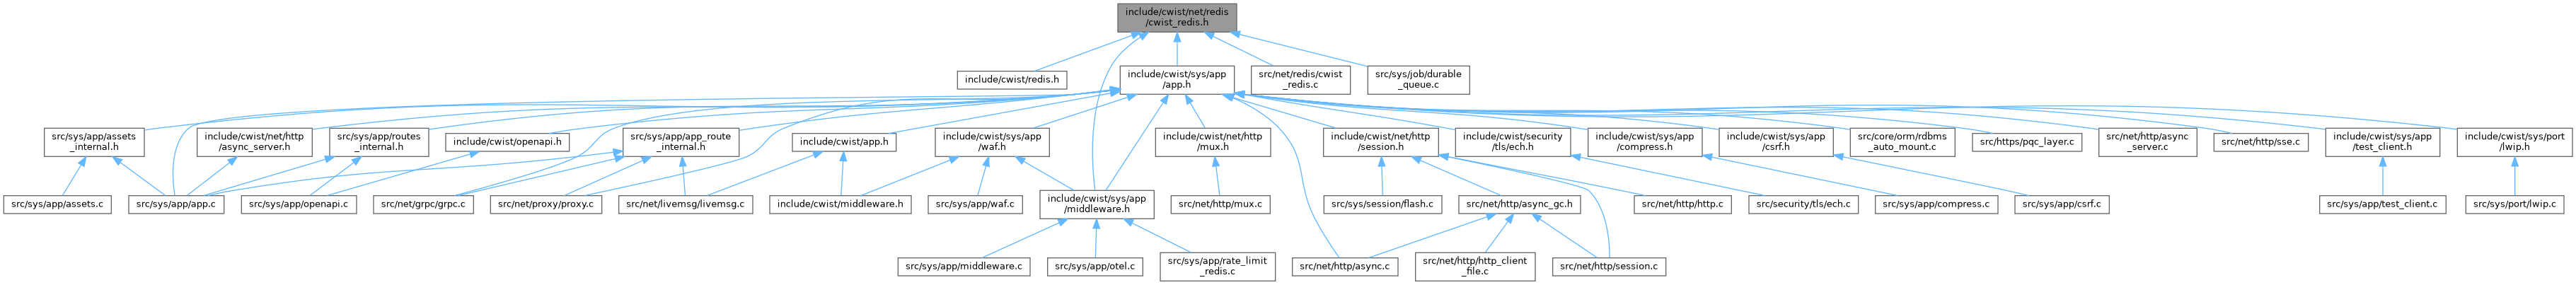 include/cwist/net/redis
/cwist_redis.h
include/cwist/redis.h
include/cwist/sys/app
/app.h
src/net/redis/cwist
_redis.c
src/sys/job/durable
_queue.c
src/sys/app/assets
_internal.h
include/cwist/net/http
/async_server.h
src/sys/app/routes
_internal.h
include/cwist/openapi.h
src/sys/app/app_route
_internal.h
include/cwist/app.h
include/cwist/sys/app
/waf.h
include/cwist/net/http
/mux.h
include/cwist/net/http
/session.h
include/cwist/security
/tls/ech.h
include/cwist/sys/app
/compress.h
include/cwist/sys/app
/csrf.h
src/core/orm/rdbms
_auto_mount.c
src/https/pqc_layer.c
src/net/http/async
_server.c
src/net/http/sse.c
include/cwist/sys/app
/test_client.h
include/cwist/sys/port
/lwip.h
src/sys/app/assets.c
src/sys/app/app.c
src/sys/app/openapi.c
src/net/grpc/grpc.c
src/net/proxy/proxy.c
src/net/livemsg/livemsg.c
include/cwist/middleware.h
src/sys/app/waf.c
include/cwist/sys/app
/middleware.h
src/net/http/mux.c
src/sys/session/flash.c
src/net/http/async_gc.h
src/net/http/http.c
src/security/tls/ech.c
src/sys/app/compress.c
src/sys/app/csrf.c
src/sys/app/test_client.c
src/sys/port/lwip.c
src/sys/app/middleware.c
src/sys/app/otel.c
src/sys/app/rate_limit
_redis.c
src/net/http/async.c
src/net/http/http_client
_file.c
src/net/http/session.c